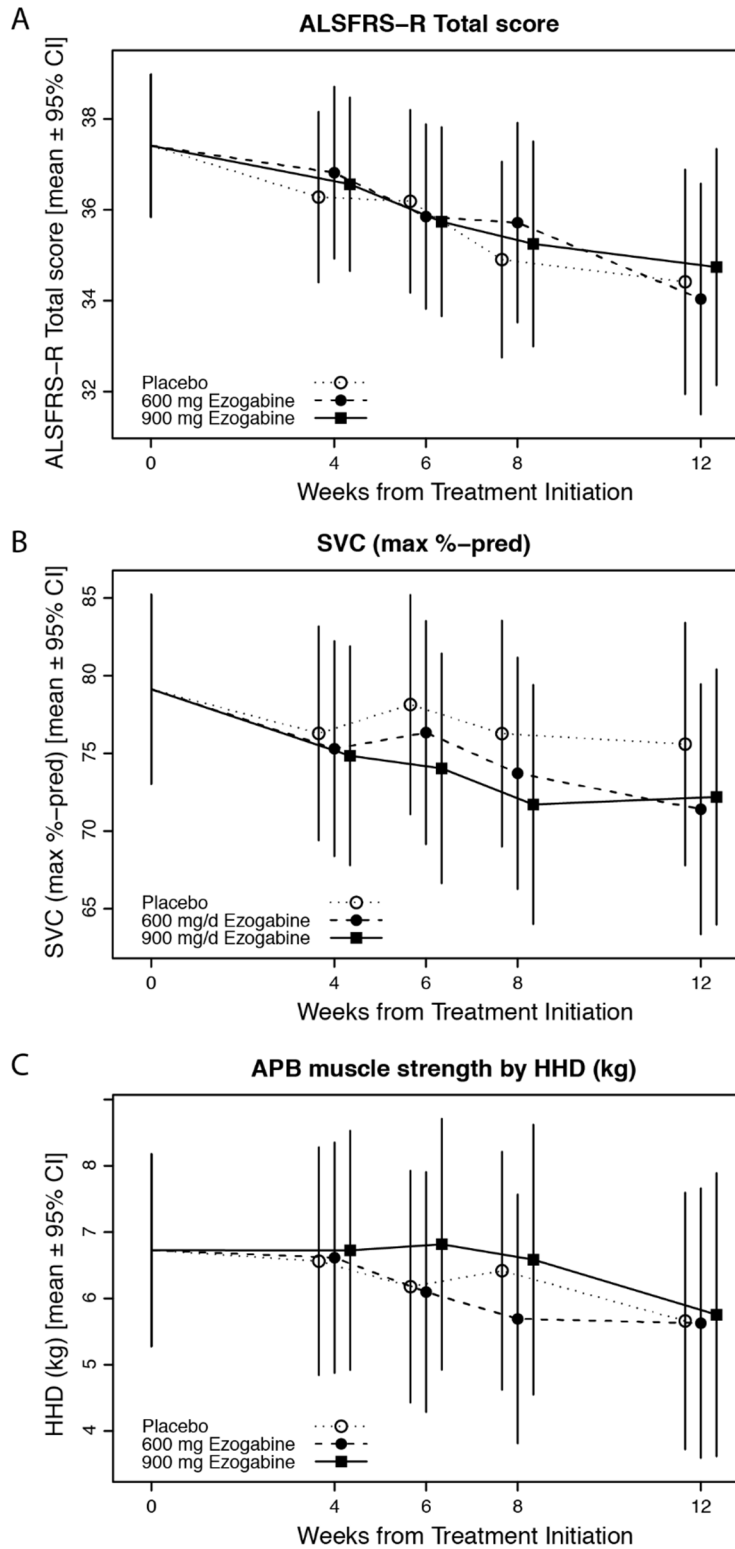 A
ALSFRS–R Total score
ALSFRS–R Total score [mean ± 95% CI]
38
36
34
32
Placebo
600 mg Ezogabine
900 mg Ezogabine
0 4 6 8 12
Weeks from Treatment Initiation
B
SVC (max %–pred)
SVC (max %–pred) [mean ± 95% CI]
85
80
75
70
65
Placebo
600 mg/d Ezogabine
900 mg/d Ezogabine
0 4 6 8 12
Weeks from Treatment Initiation
C
APB muscle strength by HHD (kg)
HHD (kg) [mean ± 95% CI]
8
7
6
5
4
Placebo
600 mg Ezogabine
900 mg Ezogabine
0 4 6 8 12
Weeks from Treatment Initiation